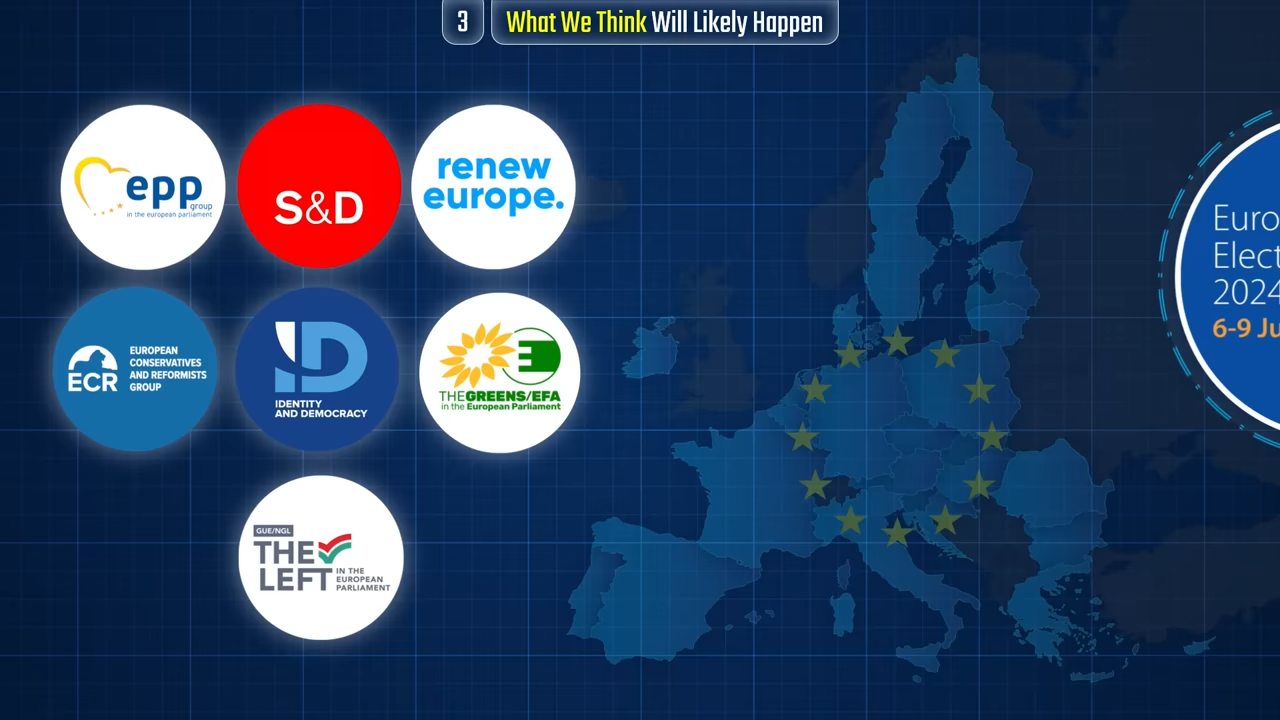 3
What We Think Will Likely Happen
epp
group
in the european parliament
S&D
renew
europe.
ECR
EUROPEAN
CONSERVATIVES
AND REFORMISTS
GROUP
ID
IDENTITY
AND DEMOCRACY
E
THEGREENS/EFA
in the European Parliament
GUE/NGL
THE
LEFT
IN THE
EUROPEAN
PARLIAMENT
Euro
Elect
2024
6-9 Ju